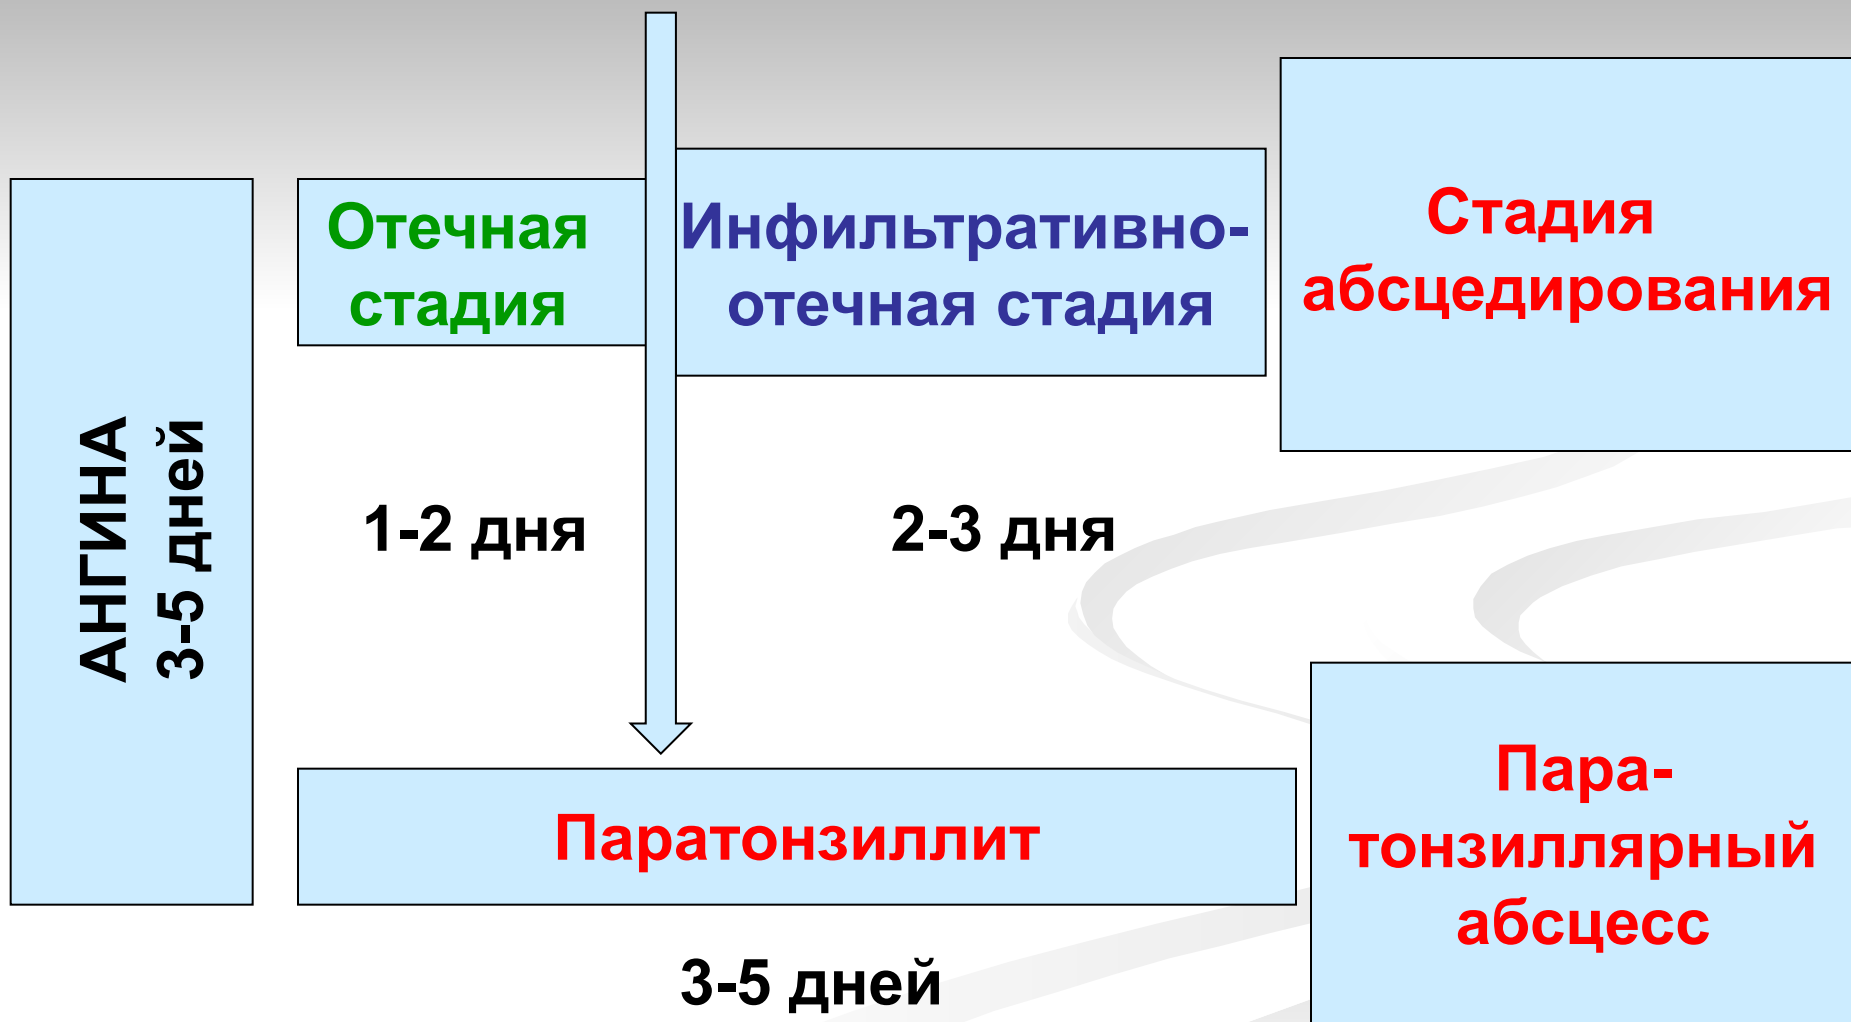 АНГИНА
3-5 дней
Отечная
стадия
Инфильтративно-
отечная стадия
Стадия
абсцедирования
1-2 дня
2-3 дня
Паратонзиллит
3-5 дней
Пара-
тонзиллярный
абсцесс